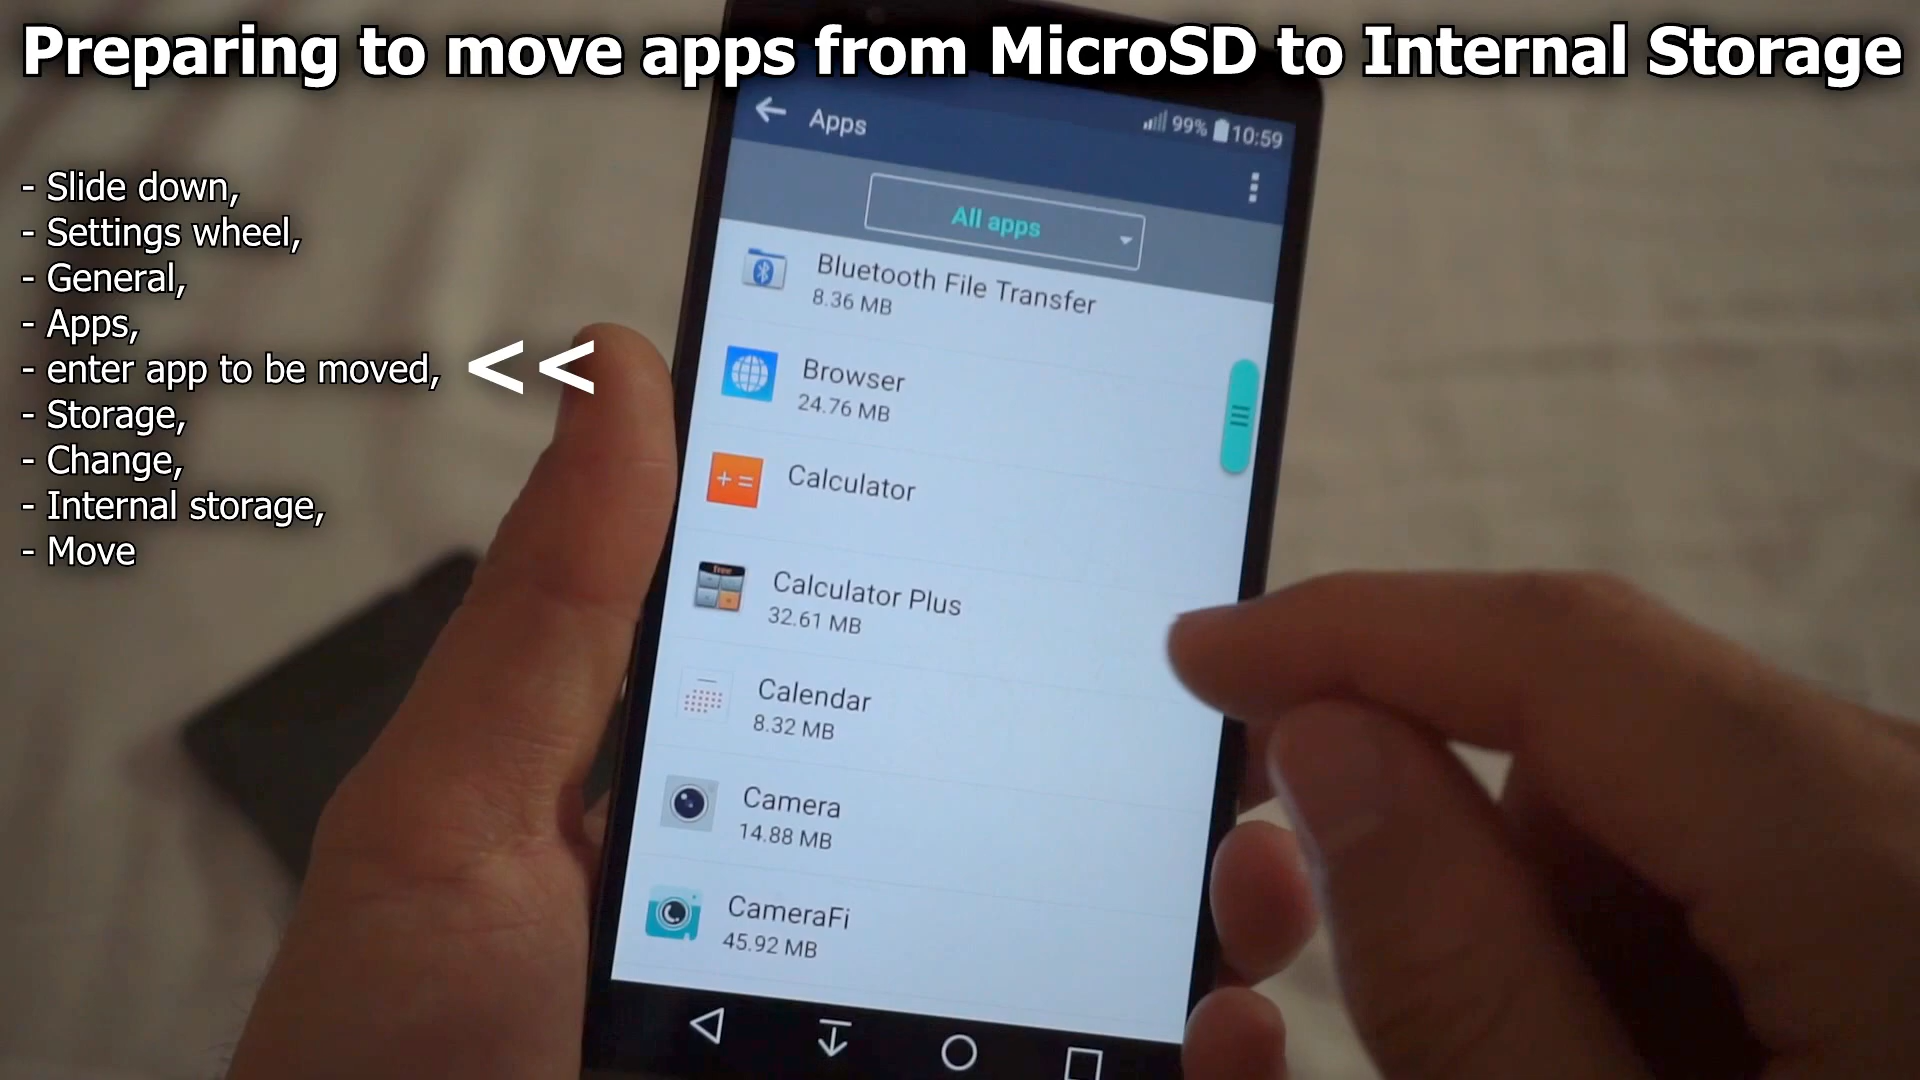 Preparing to move apps from MicroSD to Internal Storage
Apps
99% 10:59
- Slide down,
- Settings wheel,
- General,
- Apps,
- enter app to be moved, <<
- Storage,
- Change,
- Internal storage,
- Move
All apps
Bluetooth File Transfer
8.36 MB
Browser
24.76 MB
Calculator
free
Calculator Plus
32.61 MB
Calendar
8.32 MB
Camera
14.88 MB
CameraFi
45.92 MB